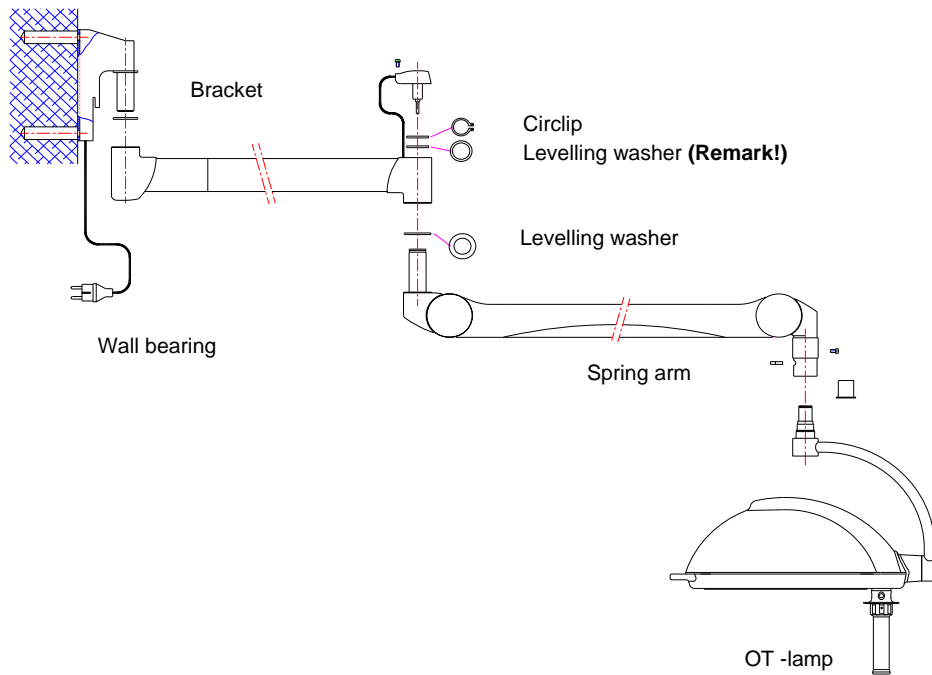 Bracket
Circlip
Levelling washer (Remark!)
Levelling washer
Wall bearing
Spring arm
OT -lamp